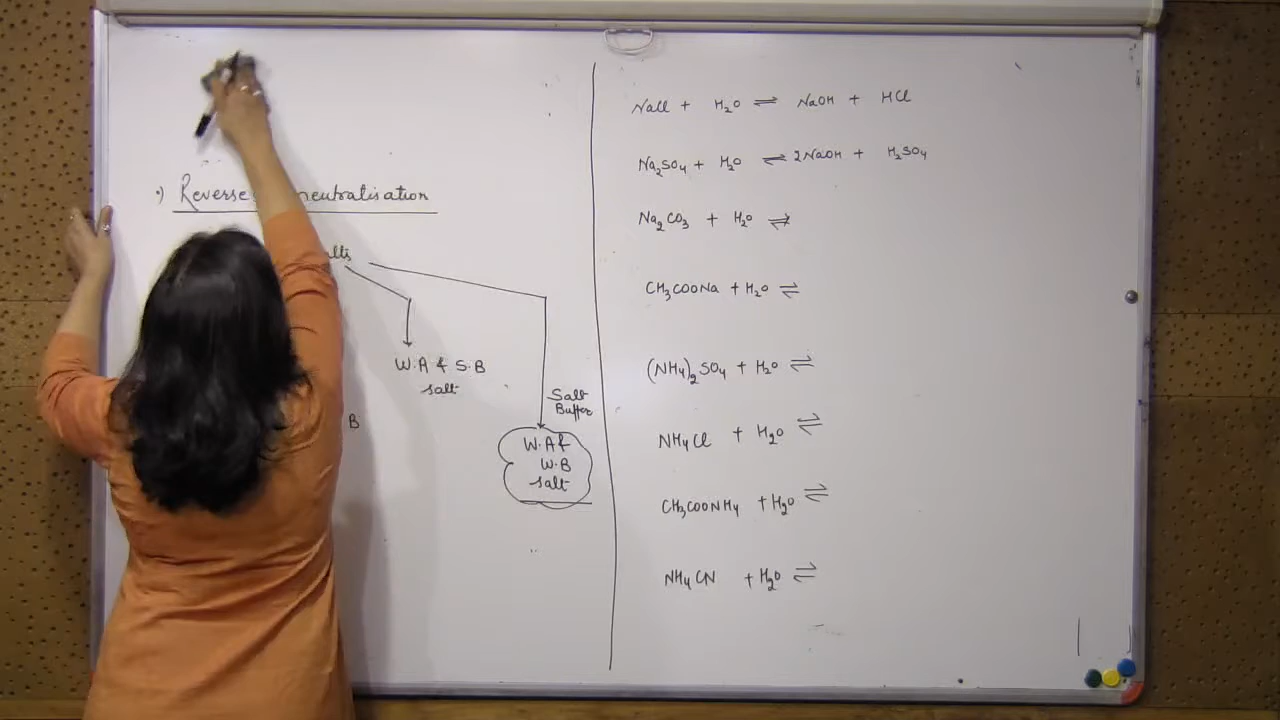 •) Reverse neutralisation
W.A & S.B
salt
B
Salt
Buffer
W.A &
W.B
salt
NaCl + H₂O ⇌ NaOH + HCl
Na₂SO₄ + H₂O ⇌ 2NaOH + H₂SO₄
Na₂CO₃ + H₂O ⇌
CH₃COONa + H₂O ⇌
(NH₄)₂SO₄ + H₂O ⇌
NH₄Cl + H₂O ⇌
CH₃COONH₄ + H₂O ⇌
NH₄CN + H₂O ⇌